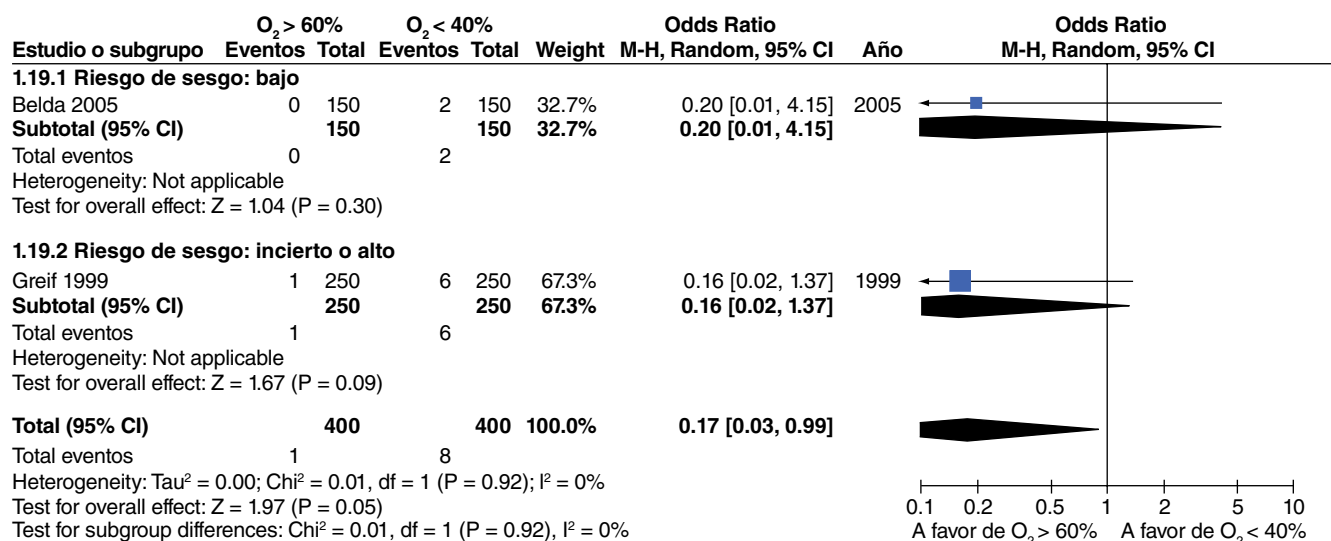 O₂ > 60% O₂ < 40% Odds Ratio Odds Ratio
Estudio o subgrupo Eventos Total Eventos Total Weight M-H, Random, 95% CI Año M-H, Random, 95% CI
1.19.1 Riesgo de sesgo: bajo
Belda 2005 0 150 2 150 32.7% 0.20 [0.01, 4.15] 2005
Subtotal (95% CI) 150 150 32.7% 0.20 [0.01, 4.15]
Total eventos 0 2
Heterogeneity: Not applicable
Test for overall effect: Z = 1.04 (P = 0.30)
1.19.2 Riesgo de sesgo: incierto o alto
Greif 1999 1 250 6 250 67.3% 0.16 [0.02, 1.37] 1999
Subtotal (95% CI) 250 250 67.3% 0.16 [0.02, 1.37]
Total eventos 1 6
Heterogeneity: Not applicable
Test for overall effect: Z = 1.67 (P = 0.09)
Total (95% CI) 400 400 100.0% 0.17 [0.03, 0.99]
Total eventos 1 8
Heterogeneity: Tau² = 0.00; Chi² = 0.01, df = 1 (P = 0.92); I² = 0%
Test for overall effect: Z = 1.97 (P = 0.05)
Test for subgroup differences: Chi² = 0.01, df = 1 (P = 0.92), I² = 0%
0.1 0.2 0.5 1 2 5 10
A favor de O₂ > 60% A favor de O₂ < 40%